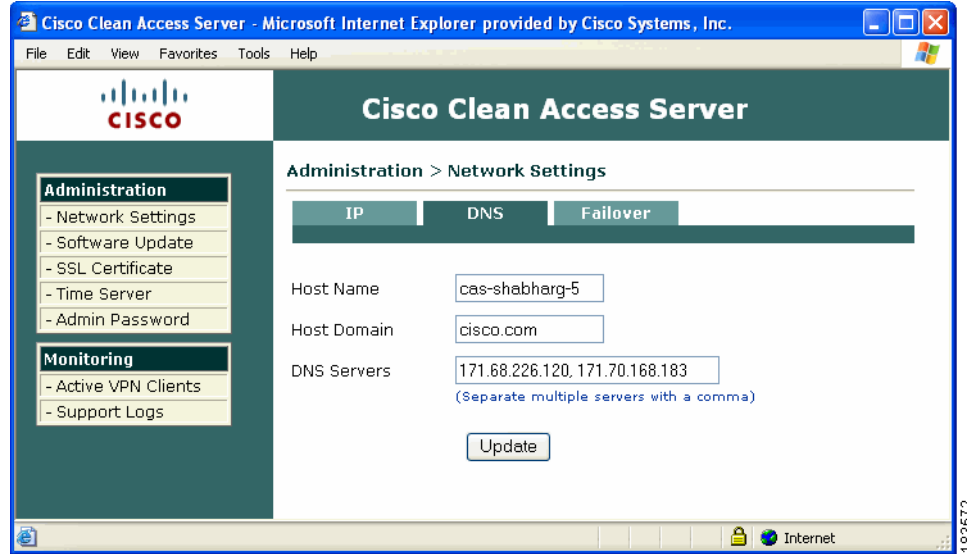 Cisco Clean Access Server - Microsoft Internet Explorer provided by Cisco Systems, Inc.
File Edit View Favorites Tools Help
CISCO
Cisco Clean Access Server
Administration
- Network Settings
- Software Update
- SSL Certificate
- Time Server
- Admin Password
Monitoring
- Active VPN Clients
- Support Logs
Administration > Network Settings
IP DNS Failover
Host Name cas-shabharg-5
Host Domain cisco.com
DNS Servers 171.68.226.120, 171.70.168.183
(Separate multiple servers with a comma)
Update
Internet